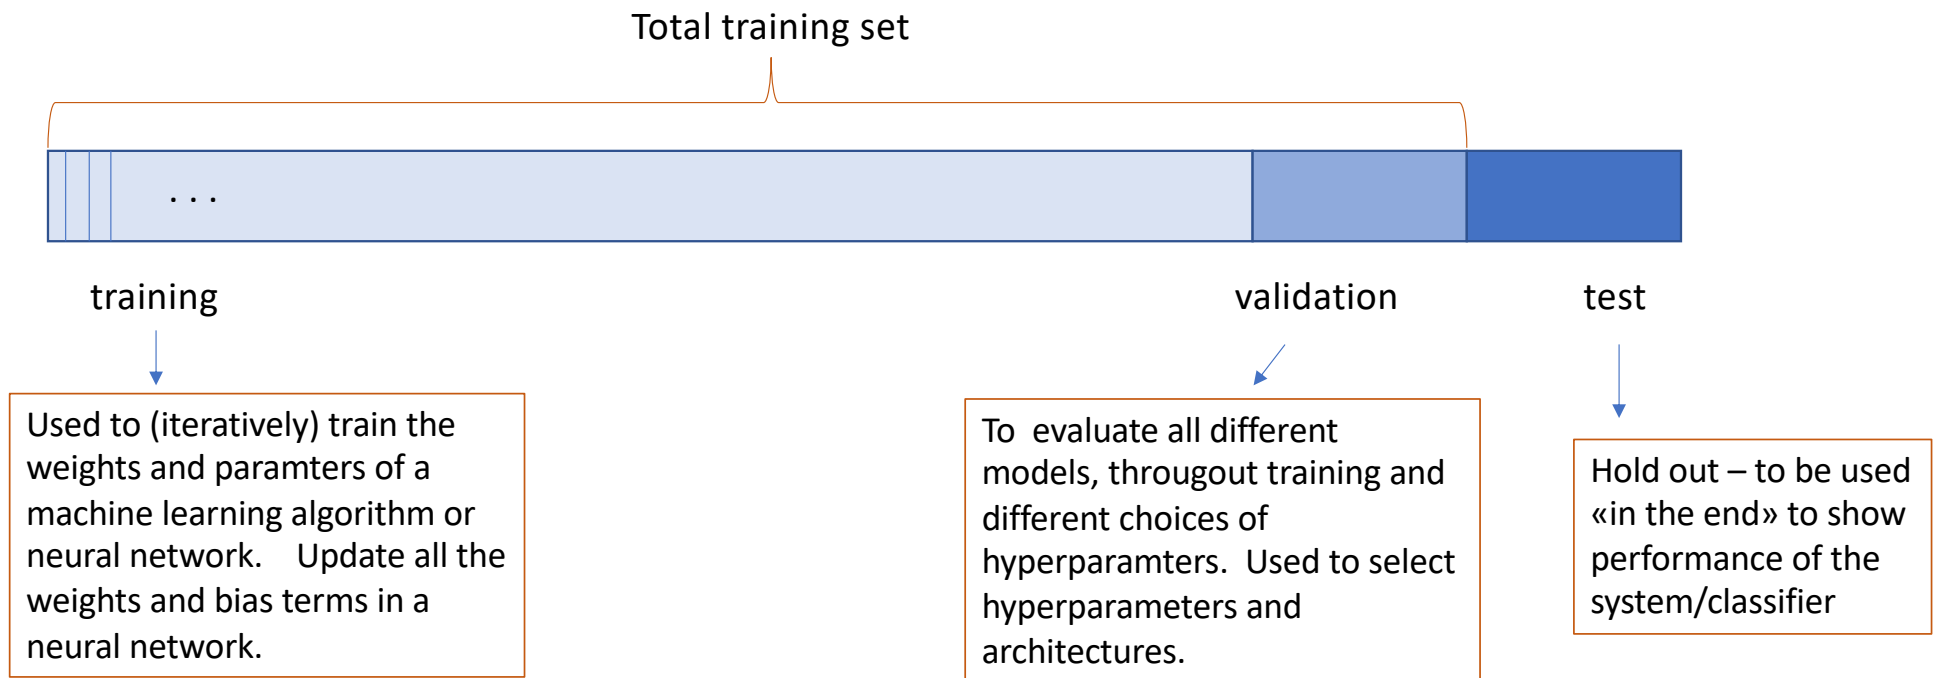 Total training set
. . .
training
validation
test
Used to (iteratively) train the
weights and paramters of a
machine learning algorithm or
neural network. Update all the
weights and bias terms in a
neural network.
To evaluate all different
models, througout training and
different choices of
hyperparamters. Used to select
hyperparameters and
architectures.
Hold out – to be used
«in the end» to show
performance of the
system/classifier